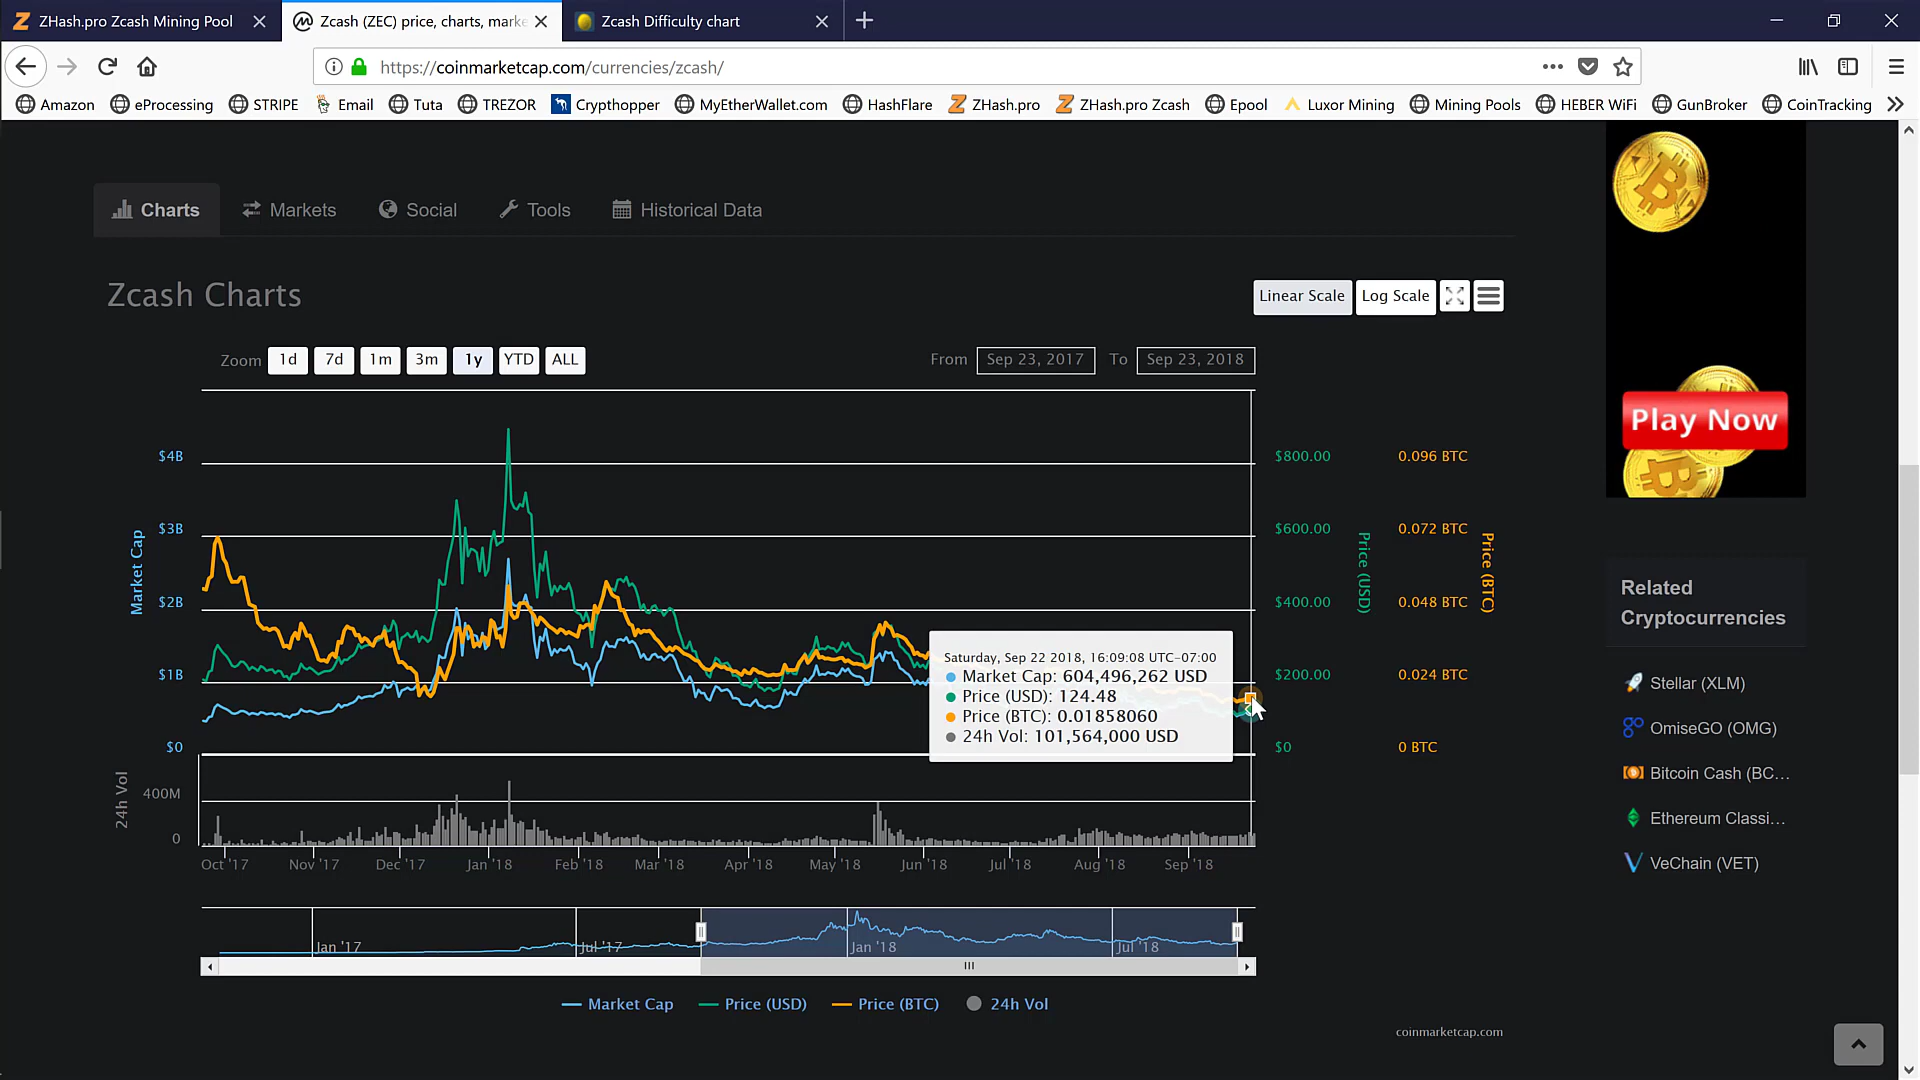 ZHash.pro Zcash Mining Pool
Zcash (ZEC) price, charts, marke
Zcash Difficulty chart
https://coinmarketcap.com/currencies/zcash/
Amazon eProcessing STRIPE Email Tuta TREZOR Crypthopper MyEtherWallet.com HashFlare ZHash.pro ZHash.pro Zcash Epool Luxor Mining Mining Pools HEBER WiFi GunBroker CoinTracking
Charts Markets Social Tools Historical Data
Zcash Charts
Linear Scale Log Scale
Zoom 1d 7d 1m 3m 1y YTD ALL
From Sep 23, 2017 To Sep 23, 2018
$4B
$3B
$2B
$1B
$0
Market Cap
$800.00
$600.00
$400.00
$200.00
$0
Price (USD)
0.096 BTC
0.072 BTC
0.048 BTC
0.024 BTC
0 BTC
Price (BTC)
Saturday, Sep 22 2018, 16:09:08 UTC-07:00
Market Cap: 604,496,262 USD
Price (USD): 124.48
Price (BTC): 0.01858060
24h Vol: 101,564,000 USD
24h Vol
400M
0
Oct '17 Nov '17 Dec '17 Jan '18 Feb '18 Mar '18 Apr '18 May '18 Jun '18 Jul '18 Aug '18 Sep '18
Jan '17 Jul '17 Jan '18 Jul '18
Market Cap Price (USD) Price (BTC) 24h Vol
coinmarketcap.com
Play Now
Related
Cryptocurrencies
Stellar (XLM)
OmiseGO (OMG)
Bitcoin Cash (BC...
Ethereum Classi...
VeChain (VET)